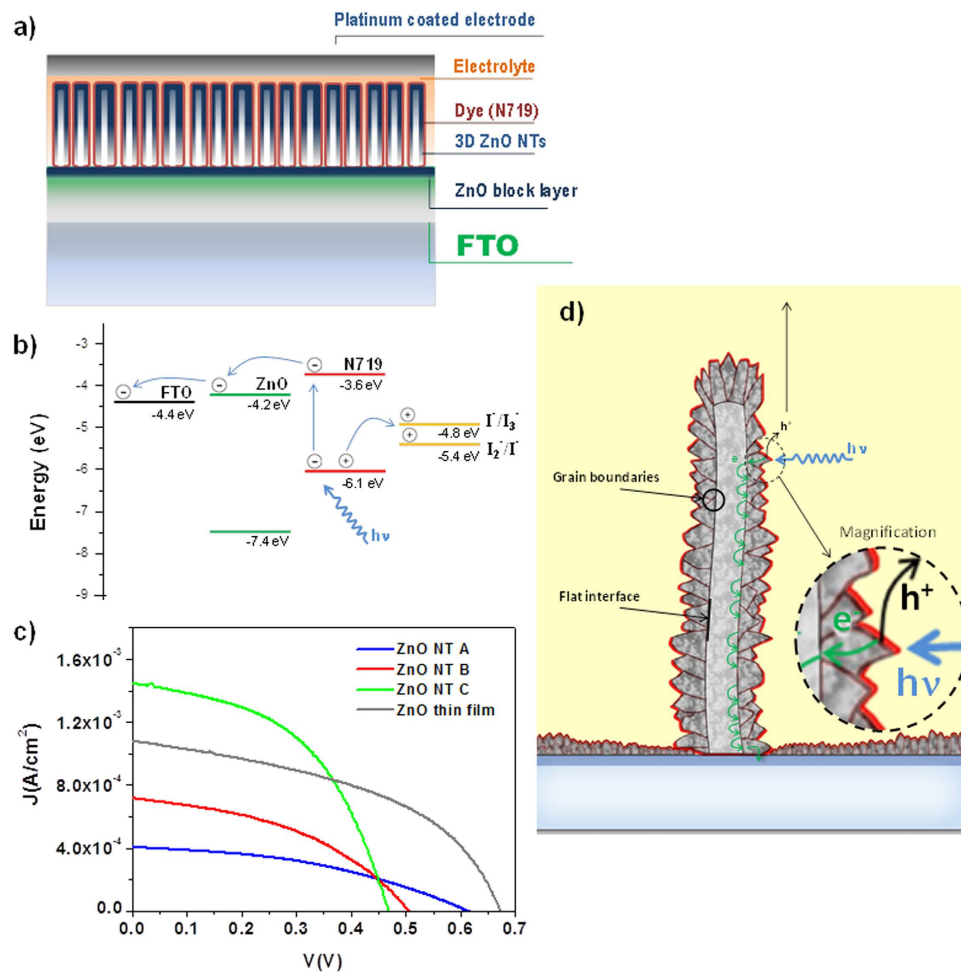 a)
Platinum coated electrode
Electrolyte
Dye (N719)
3D ZnO NTs
ZnO block layer
FTO
b)
Energy (eV)
-3
-4
-5
-6
-7
-8
-9
FTO
-4.4 eV
ZnO
-4.2 eV
-7.4 eV
N719
-3.6 eV
-6.1 eV
hν
I⁻/I₃⁻
-4.8 eV
I₂⁻/I⁻
-5.4 eV
c)
J(A/cm²)
1.6x10⁻³
1.2x10⁻³
8.0x10⁻⁴
4.0x10⁻⁴
0.0
0.0 0.1 0.2 0.3 0.4 0.5 0.6 0.7
V(V)
ZnO NT A
ZnO NT B
ZnO NT C
ZnO thin film
d)
h⁺
e⁻
hν
Grain boundaries
Flat interface
Magnification
h⁺
e⁻
hν